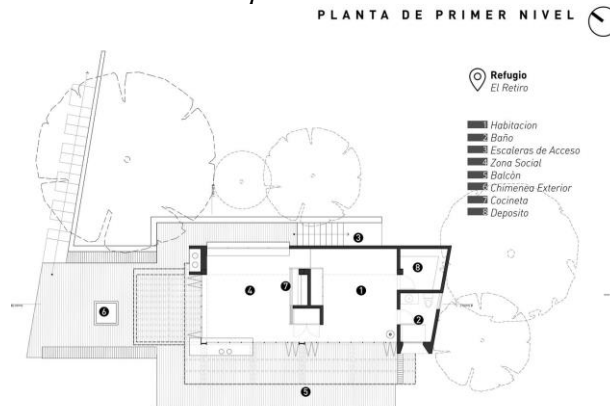 PLANTA DE PRIMER NIVEL
Refugio
El Retiro
1 Habitacion
2 Baño
3 Escaleras de Acceso
4 Zona Social
5 Balcòn
6 Chimenea Exterior
7 Cocineta
8 Deposito
3
8
4
7
1
6
2
5